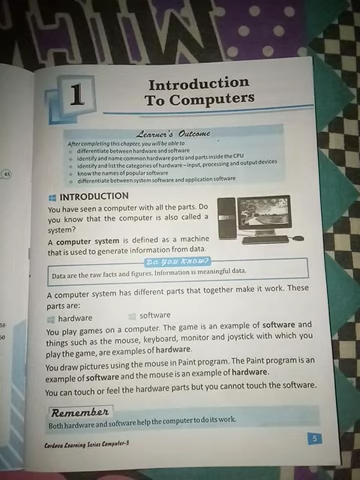 1
Introduction
To Computers
Learner's Outcome
After completing this chapter, you will be able to
differentiate between hardware and software
identify and name common hardware parts and parts inside the CPU
identify and list the categories of hardware – input, processing and output devices
know the names of popular software
differentiate between system software and application software
INTRODUCTION
You have seen a computer with all the parts. Do
you know that the computer is also called a
system?
A computer system is defined as a machine
that is used to generate information from data.
Do You Know?
Data are the raw facts and figures. Information is meaningful data.
A computer system has different parts that together make it work. These
parts are:
hardware
software
You play games on a computer. The game is an example of software and
things such as the mouse, keyboard, monitor and joystick with which you
play the game, are examples of hardware.
You draw pictures using the mouse in Paint program. The Paint program is an
example of software and the mouse is an example of hardware.
You can touch or feel the hardware parts but you cannot touch the software.
Remember
Both hardware and software help the computer to do its work.
Cordova Learning Series Computer-3
5